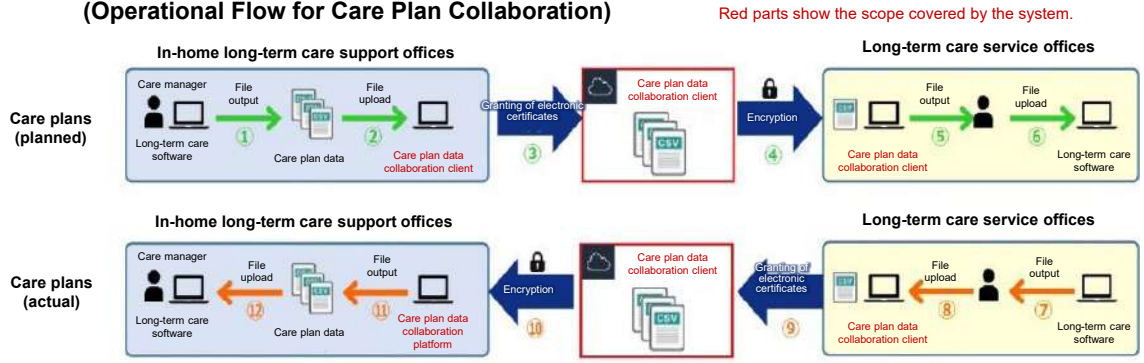 (Operational Flow for Care Plan Collaboration)
Red parts show the scope covered by the system.
In-home long-term care support offices
Long-term care service offices
Care plans
(planned)
Care manager
Long-term care
software
File
output
①
CSV
Care plan data
File
upload
②
Care plan data
collaboration client
Granting of electronic
certificates
③
Care plan data
collaboration client
CSV
Encryption
④
CSV
Care plan data
collaboration client
File
output
⑤
File
upload
⑥
Long-term care
software
In-home long-term care support offices
Long-term care service offices
Care plans
(actual)
Care manager
Long-term care
software
File
upload
⑫
CSV
Care plan data
File
output
⑪
Care plan data
collaboration
platform
Encryption
⑩
Care plan data
collaboration client
CSV
Granting of
electronic
certificates
⑨
CSV
Care plan data
collaboration client
File
upload
⑧
File
output
⑦
Long-term care
software